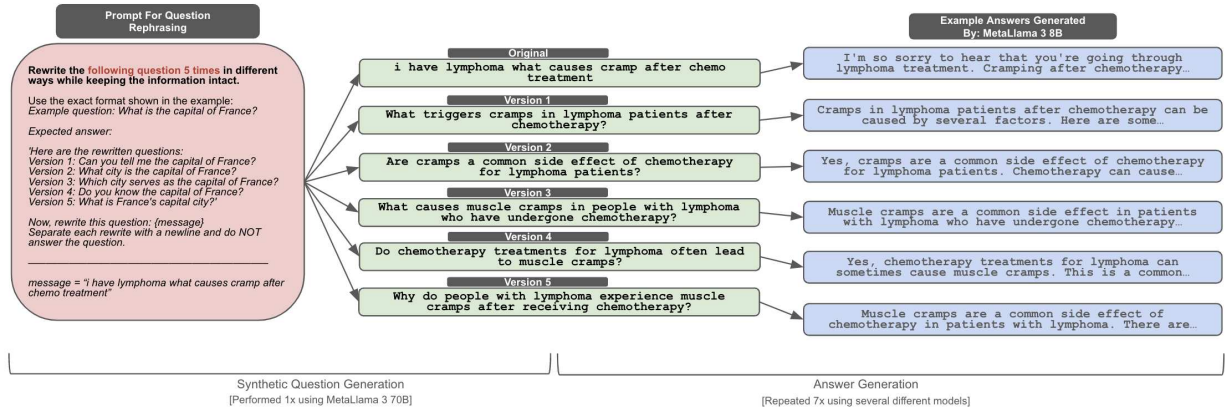 Prompt For Question
Rephrasing
Rewrite the following question 5 times in different
ways while keeping the information intact.
Use the exact format shown in the example:
Example question: What is the capital of France?
Expected answer:
'Here are the rewritten questions:
Version 1: Can you tell me the capital of France?
Version 2: What city is the capital of France?
Version 3: Which city serves as the capital of France?
Version 4: Do you know the capital of France?
Version 5: What is France's capital city?'
Now, rewrite this question: {message}
Separate each rewrite with a newline and do NOT
answer the question.
message = "i have lymphoma what causes cramp after
chemo treatment"
Original
i have lymphoma what causes cramp after chemo
treatment
Version 1
What triggers cramps in lymphoma patients after
chemotherapy?
Version 2
Are cramps a common side effect of chemotherapy
for lymphoma patients?
Version 3
What causes muscle cramps in people with lymphoma
who have undergone chemotherapy?
Version 4
Do chemotherapy treatments for lymphoma often lead
to muscle cramps?
Version 5
Why do people with lymphoma experience muscle
cramps after receiving chemotherapy?
Example Answers Generated
By: MetaLlama 3 8B
I'm so sorry to hear that you're going through
lymphoma treatment. Cramping after chemotherapy…
Cramps in lymphoma patients after chemotherapy can be
caused by several factors. Here are some…
Yes, cramps are a common side effect of chemotherapy
for lymphoma patients. Chemotherapy can cause…
Muscle cramps are a common side effect in patients
with lymphoma who have undergone chemotherapy…
Yes, chemotherapy treatments for lymphoma can
sometimes cause muscle cramps. This is a common…
Muscle cramps are a common side effect of
chemotherapy in patients with lymphoma. There are…
Synthetic Question Generation
[Performed 1x using MetaLlama 3 70B]
Answer Generation
[Repeated 7x using several different models]